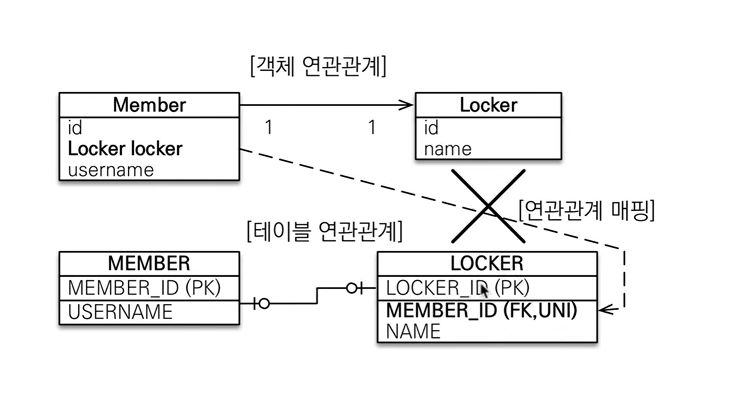 [객체 연관관계]
Member
id
Locker locker
username
1
1
Locker
id
name
[연관관계 매핑]
[테이블 연관관계]
MEMBER
MEMBER_ID (PK)
USERNAME
LOCKER
LOCKER_ID (PK)
MEMBER_ID (FK,UNI)
NAME